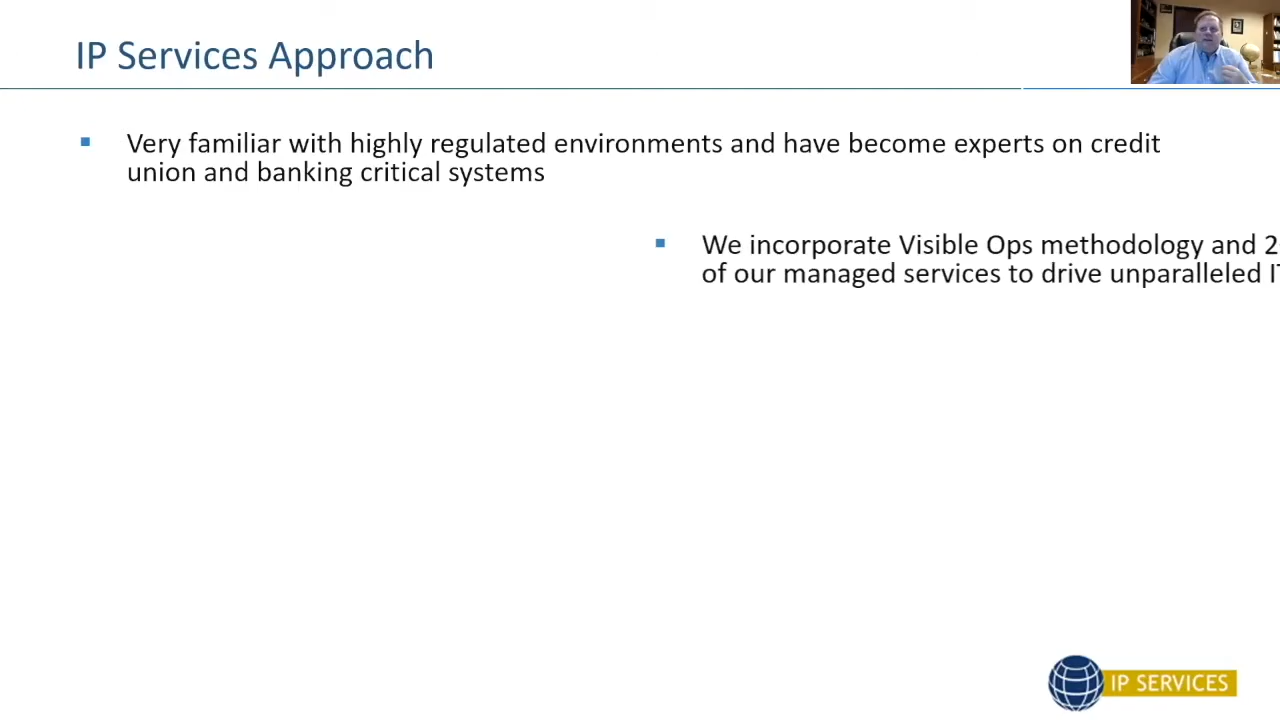 IP Services Approach
Very familiar with highly regulated environments and have become experts on credit
union and banking critical systems
We incorporate Visible Ops methodology and 2
of our managed services to drive unparalleled
IP SERVICES